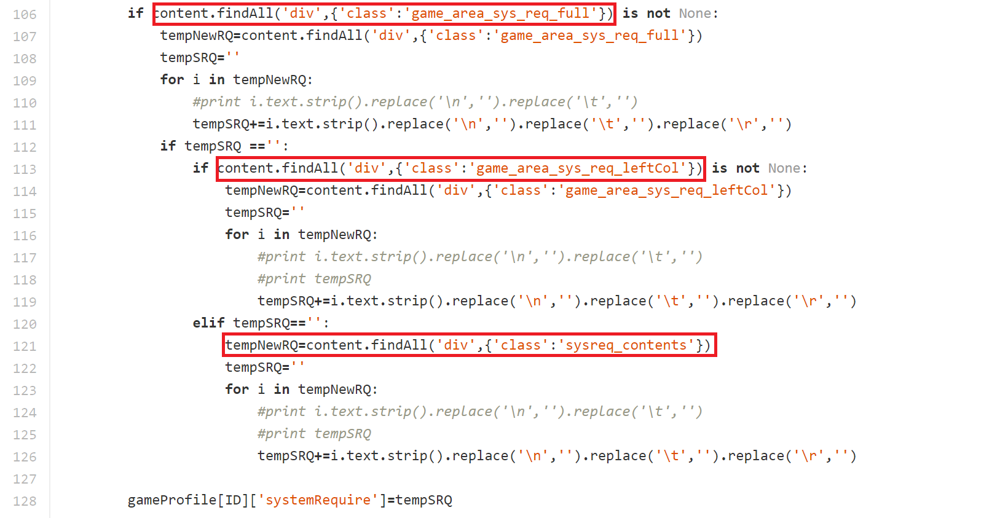 106 if content.findAll('div',{'class':'game_area_sys_req_full'}) is not None:
107 tempNewRQ=content.findAll('div',{'class':'game_area_sys_req_full'})
108 tempSRQ=''
109 for i in tempNewRQ:
110 #print i.text.strip().replace('\n','').replace('\t','')
111 tempSRQ+=i.text.strip().replace('\n','').replace('\t','').replace('\r','')
112 if tempSRQ =='':
113 if content.findAll('div',{'class':'game_area_sys_req_leftCol'}) is not None:
114 tempNewRQ=content.findAll('div',{'class':'game_area_sys_req_leftCol'})
115 tempSRQ=''
116 for i in tempNewRQ:
117 #print i.text.strip().replace('\n','').replace('\t','')
118 #print tempSRQ
119 tempSRQ+=i.text.strip().replace('\n','').replace('\t','').replace('\r','')
120 elif tempSRQ=='':
121 tempNewRQ=content.findAll('div',{'class':'sysreq_contents'})
122 tempSRQ=''
123 for i in tempNewRQ:
124 #print i.text.strip().replace('\n','').replace('\t','')
125 #print tempSRQ
126 tempSRQ+=i.text.strip().replace('\n','').replace('\t','').replace('\r','')
127
128 gameProfile[ID]['systemRequire']=tempSRQ